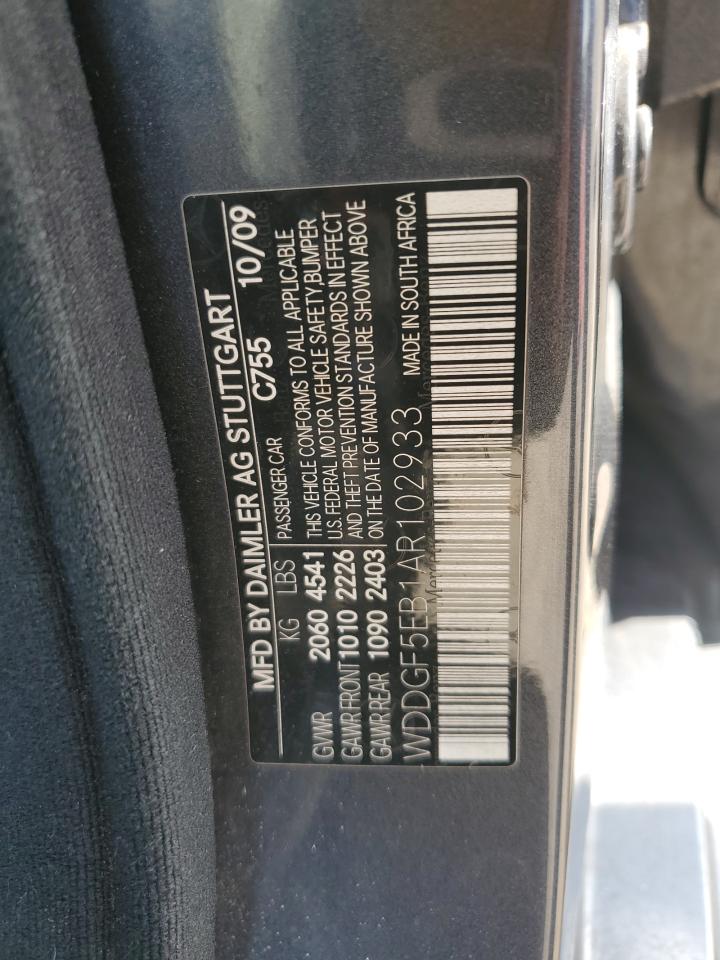 MFD BY DAIMLER AG STUTTGART
C755 10/09
KG LBS PASSENGER CAR
GVWR 2060 4541 THIS VEHICLE CONFORMS TO ALL APPLICABLE
U.S. FEDERAL MOTOR VEHICLE SAFETY, BUMPER
GAWR FRONT 1010 2226 AND THEFT PREVENTION STANDARDS IN EFFECT
GAWR REAR 1090 2403 ON THE DATE OF MANUFACTURE SHOWN ABOVE
WDDGF5EB1AR102933 MADE IN SOUTH AFRICA